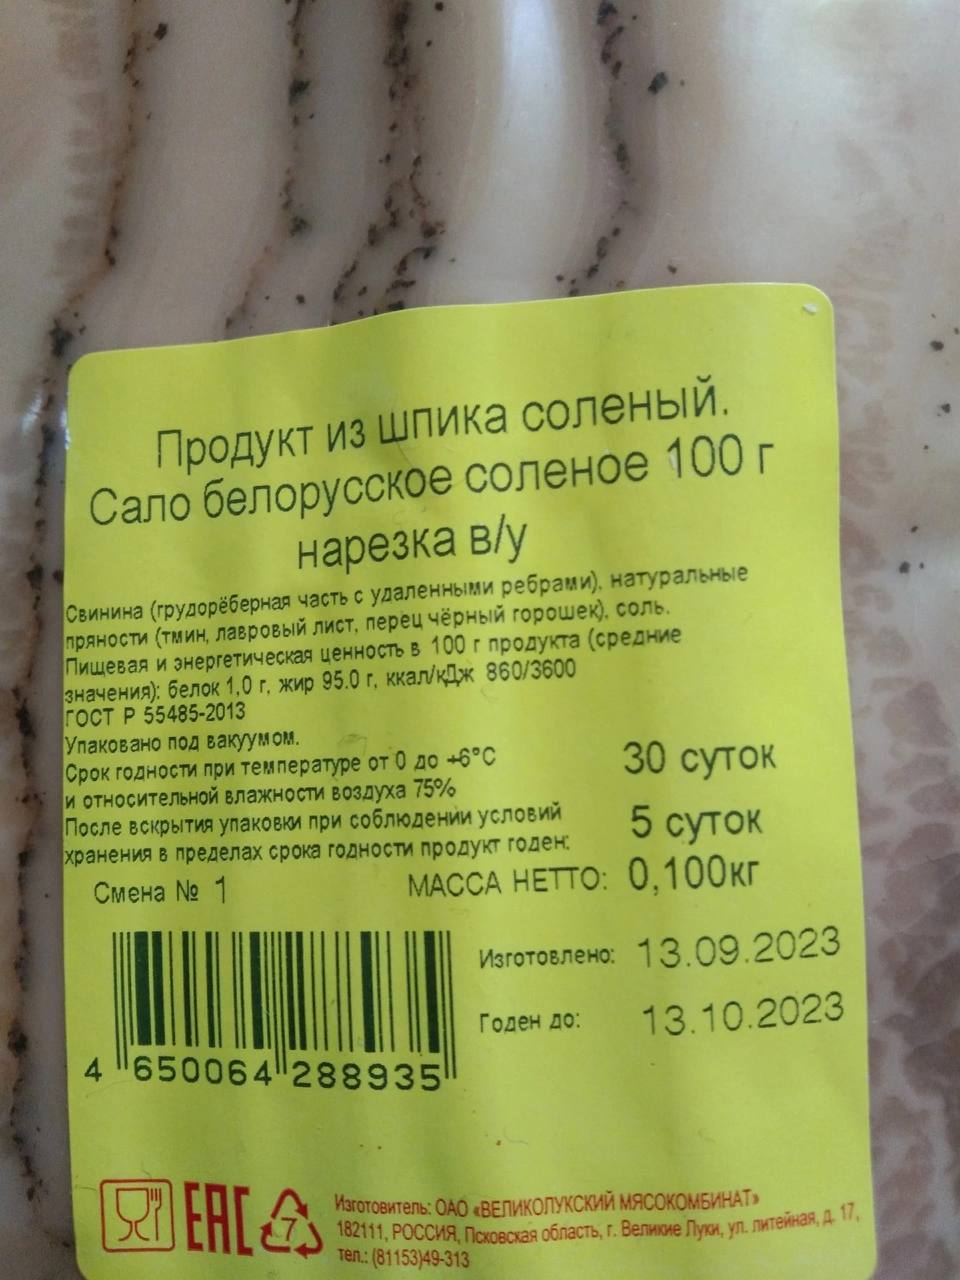 Продукт из шпика соленый.
Сало белорусское соленое 100 г
нарезка в/у
Свинина (грудорёберная часть с удаленными ребрами), натуральные
пряности (тмин, лавровый лист, перец чёрный горошек), соль.
Пищевая и энергетическая ценность в 100 г продукта (средние
значения): белок 1,0 г, жир 95.0 г, ккал/кДж 860/3600
ГОСТ Р 55485-2013
Упаковано под вакуумом.
Срок годности при температуре от 0 до +6°С
и относительной влажности воздуха 75%
30 суток
После вскрытия упаковки при соблюдении условий
хранения в пределах срока годности продукт годен:
5 суток
Смена № 1
МАССА НЕТТО: 0,100кг
Изготовлено: 13.09.2023
Годен до: 13.10.2023
4 650064 288935
EAC
7
Изготовитель: ОАО «ВЕЛИКОЛУКСКИЙ МЯСОКОМБИНАТ»
182111, РОССИЯ, Псковская область, г. Великие Луки, ул. литейная, д. 17,
тел.: (81153)49-313